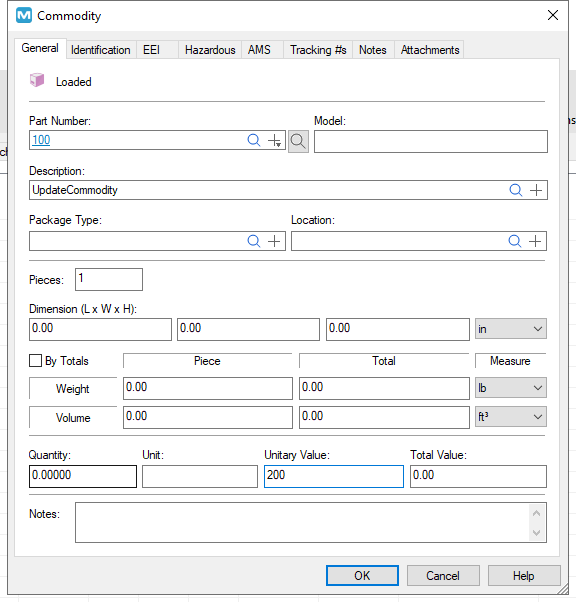 Commodity
General Identification EEI Hazardous AMS Tracking #s Notes Attachments
Loaded
Part Number: Model:
100
Description:
UpdateCommodity
Package Type: Location:
Pieces: 1
Dimension (L x W x H):
0.00 0.00 0.00 in
By Totals Piece Total Measure
Weight 0.00 0.00 lb
Volume 0.00 0.00 ft³
Quantity: Unit: Unitary Value: Total Value:
0.00000 200 0.00
Notes:
OK Cancel Help